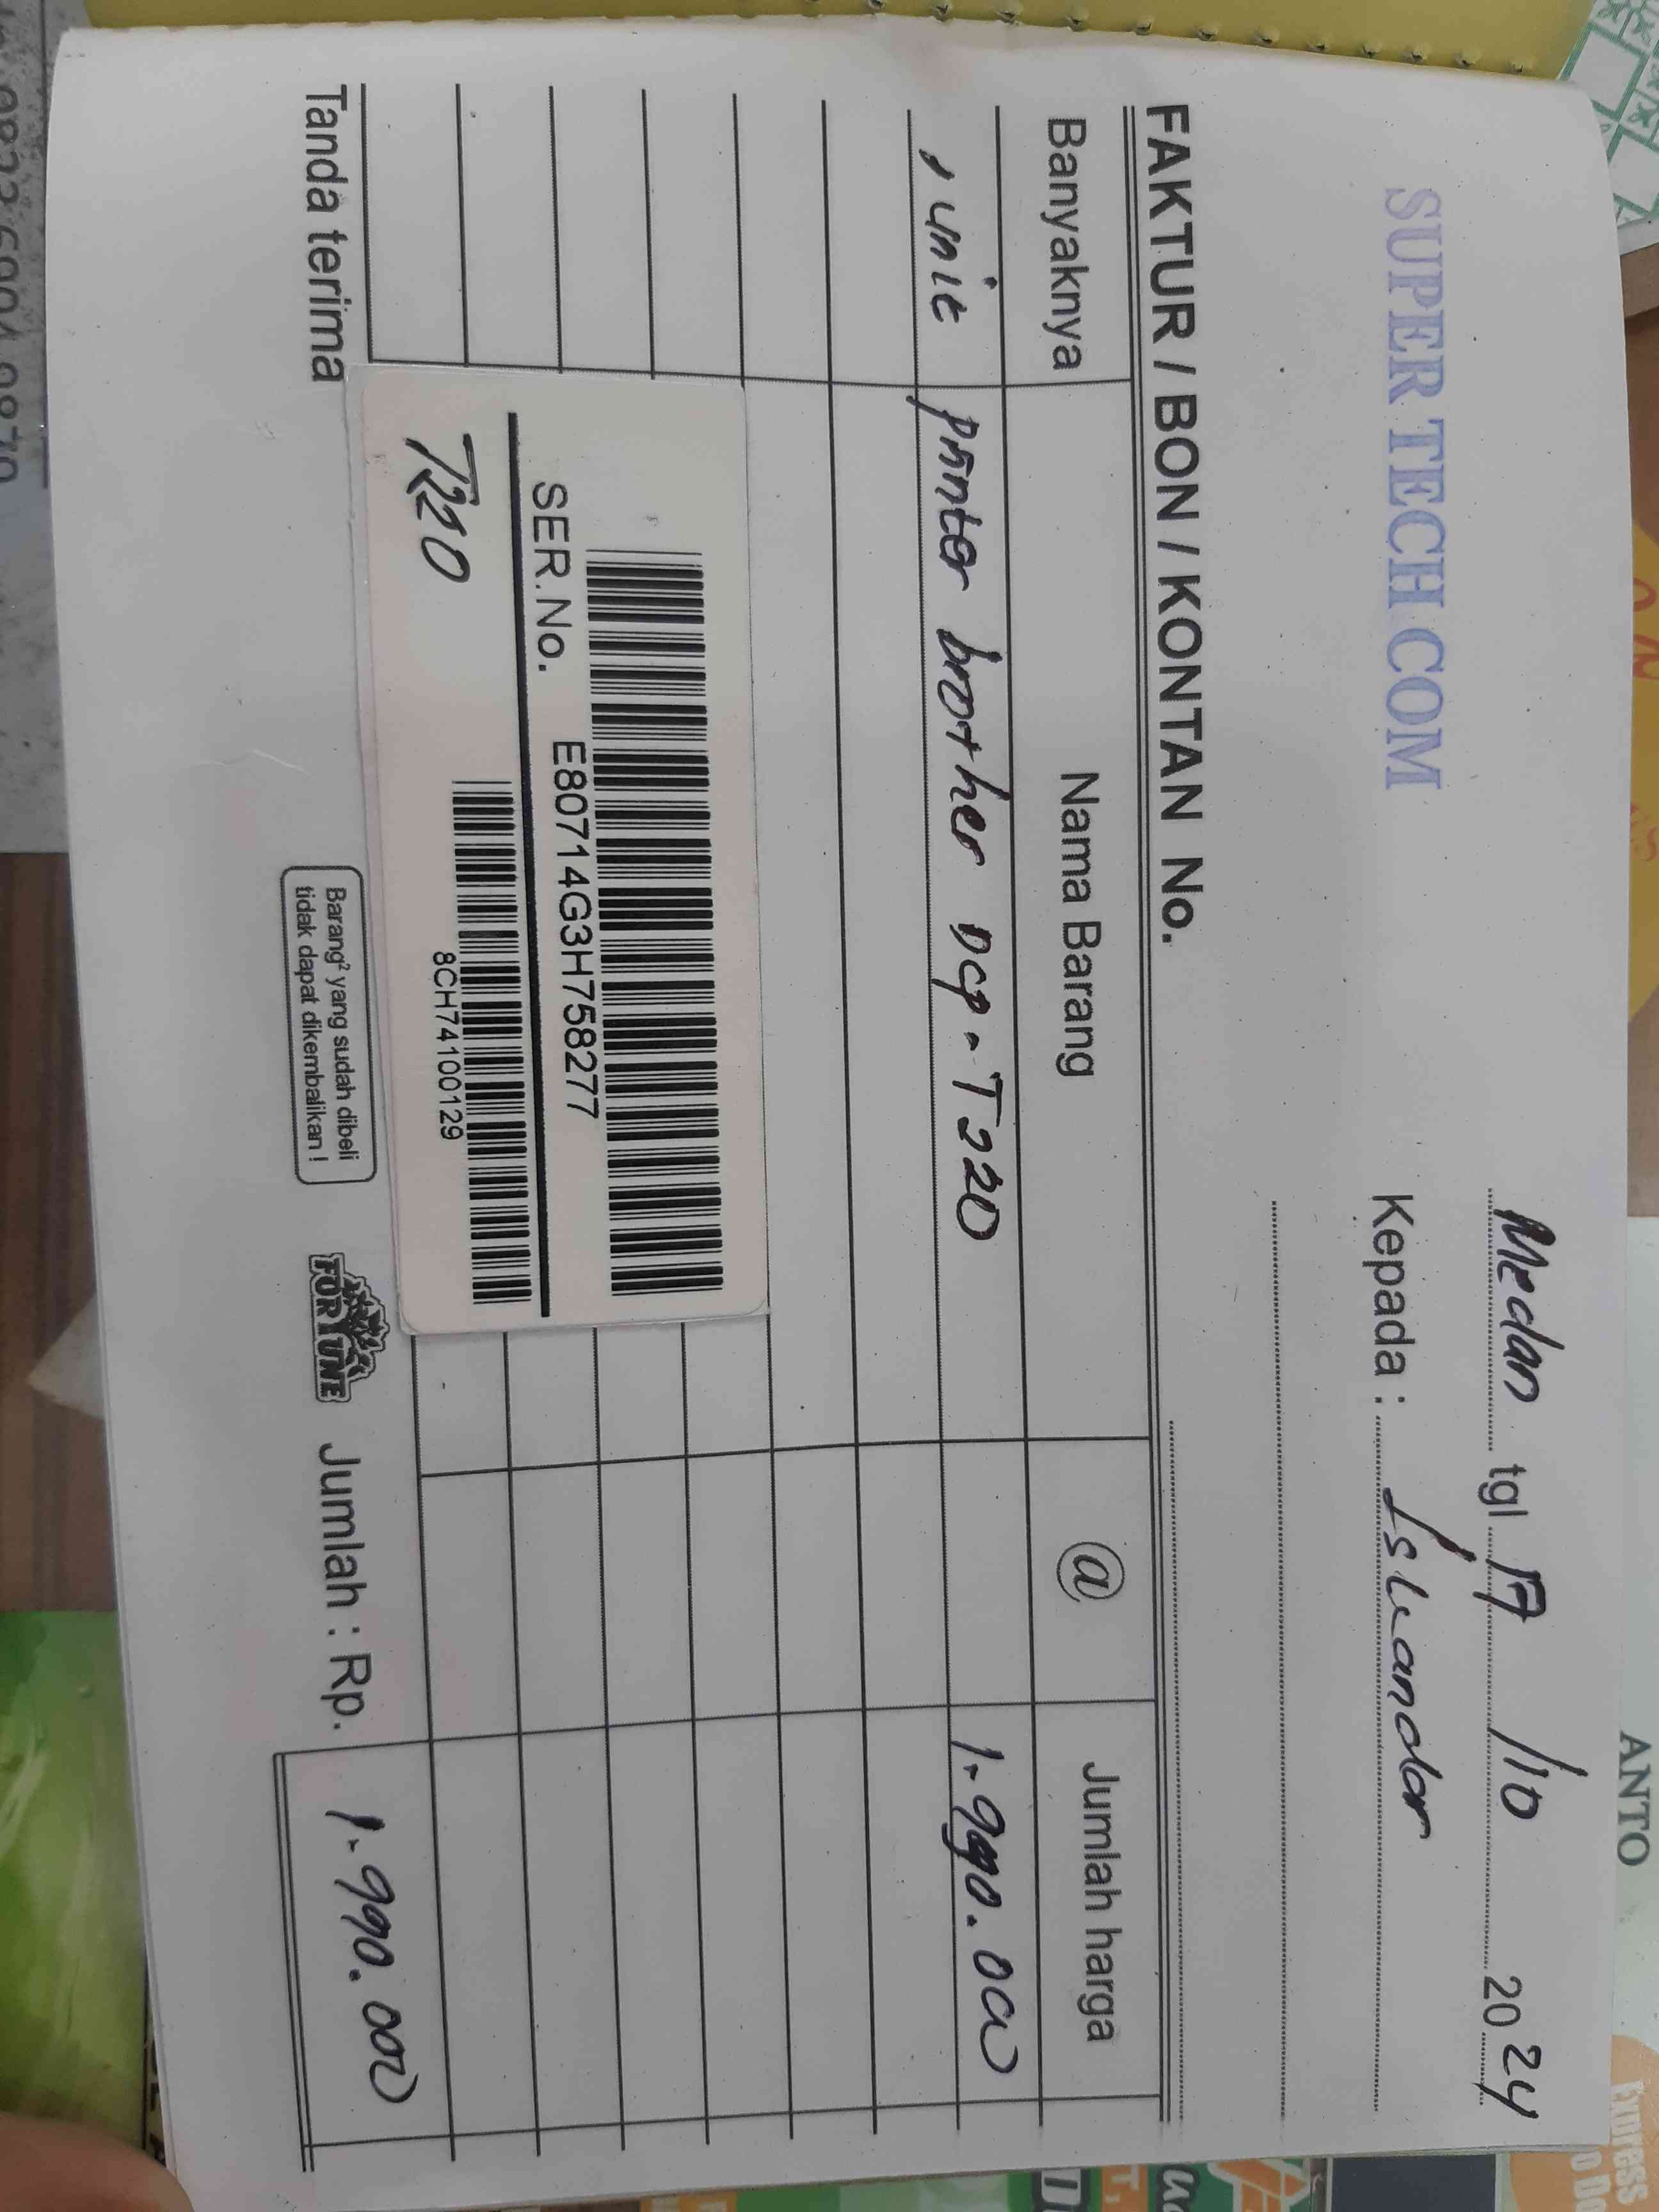 SUPER TECH COM
Medan tgl 17 /10 2024
Kepada : Iskandar
FAKTUR / BON / KONTAN No.
Banyaknya Nama Barang @ Jumlah harga
1 unit printer brother DCP-T220 1.990.000
SER.No. E80714G3H758277
T220 8CH74100129
Tanda terima
Barang² yang sudah dibeli
tidak dapat dikembalikan !
FORTUNE
Jumlah : Rp. 1.990.000
ANTO